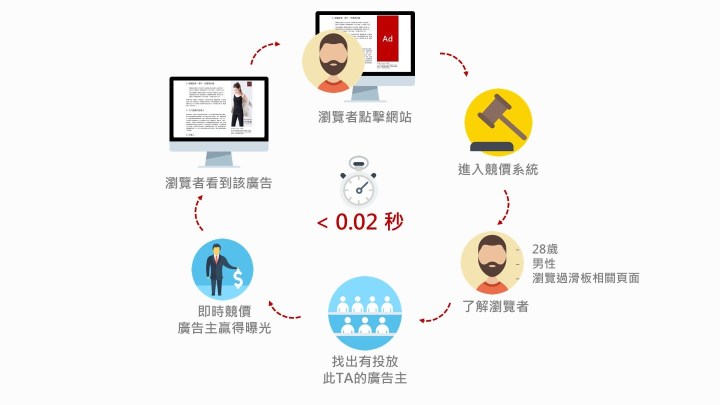 Ad
瀏覽者點擊網站
進入競價系統
28歲
男性
瀏覽過滑板相關頁面
了解瀏覽者
找出有投放
此TA的廣告主
即時競價
廣告主贏得曝光
瀏覽者看到該廣告
< 0.02 秒